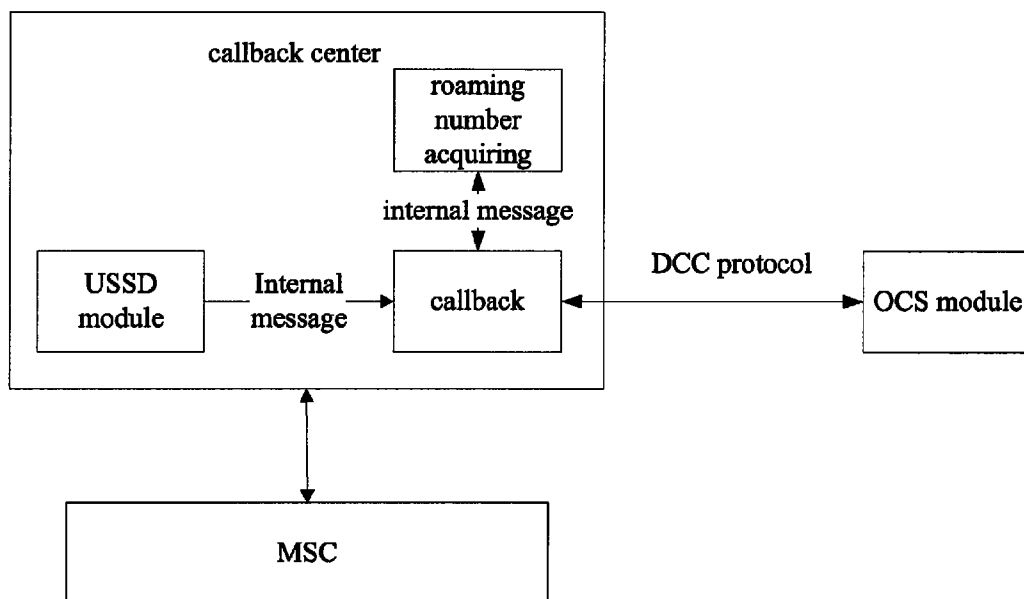 callback center
roaming
number
acquiring
internal message
USSD
module
Internal
message
callback
DCC protocol
OCS module
MSC